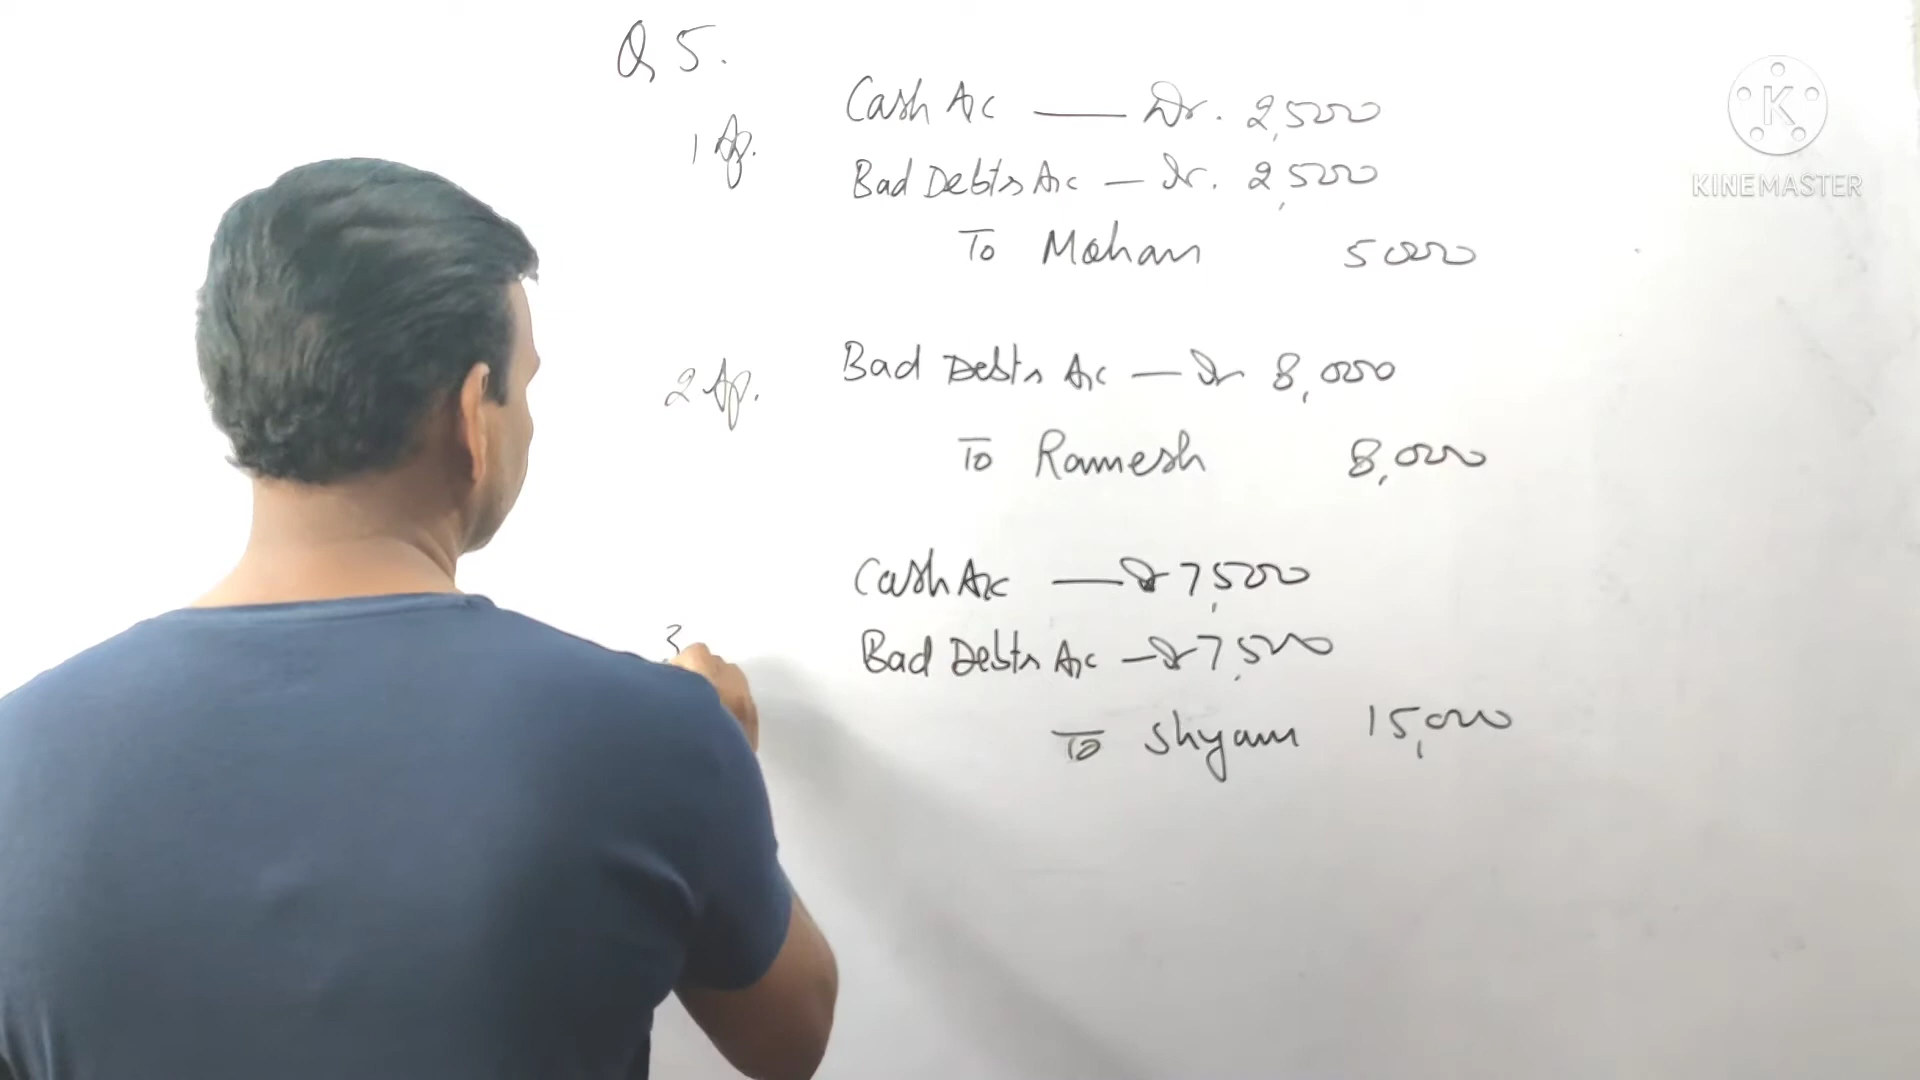 Q 5.
1 Ap. Cash A/c —— Dr. 2,500
Bad Debts A/c — Dr. 2,500
To Mohan 5000
2 Ap. Bad Debts A/c — Dr 8,000
To Ramesh 8,000
Cash A/c —— Dr 7,500
3 Bad Debts A/c — Dr 7,500
To Shyam 15,000
K
KINEMASTER